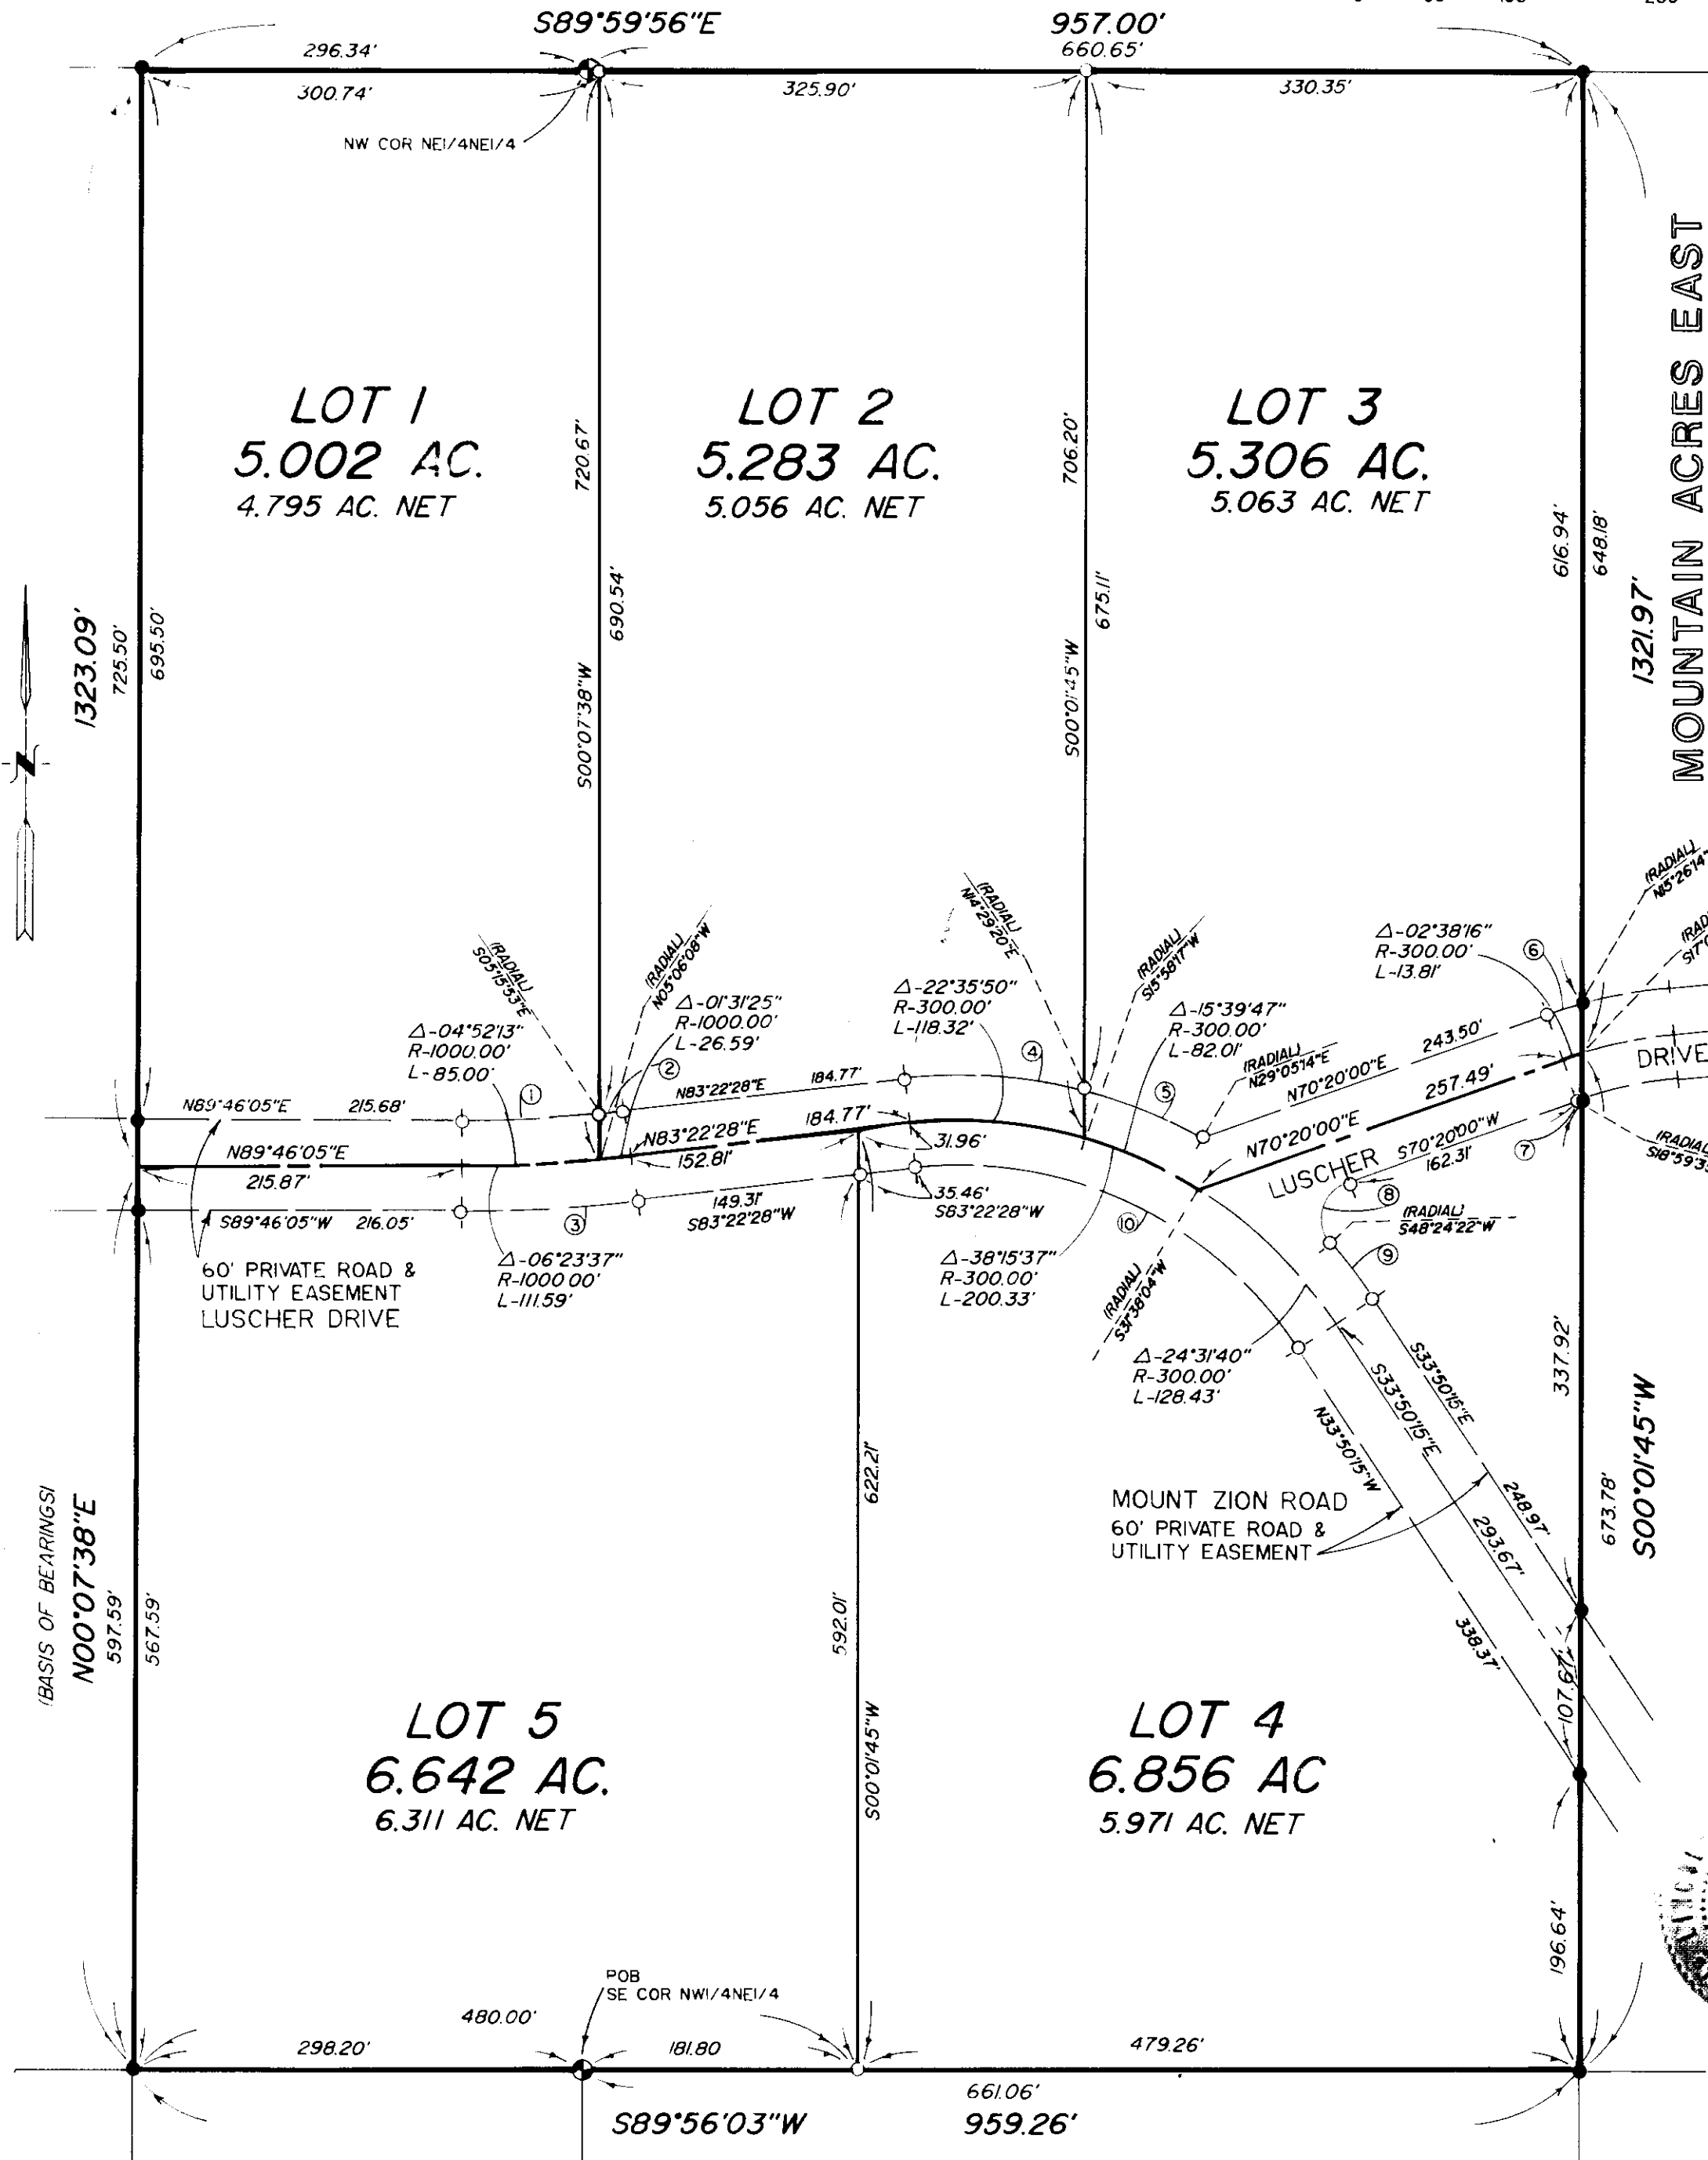 S89°59'56"E
957.00'
296.34'
660.65'
300.74'
325.90'
330.35'
NW COR NE1/4NE1/4
MOUNTAIN ACRES EAST
LOT 1
5.002 AC.
4.795 AC. NET
LOT 2
5.283 AC.
5.056 AC. NET
LOT 3
5.306 AC.
5.063 AC. NET
720.67'
690.54'
S00°07'38"W
706.20'
675.11'
S00°01'45"W
616.94'
648.18'
1321.97'
1323.09'
725.50'
695.50'
N
(RADIAL)
S05°15'53"E
(RADIAL)
N05°06'08"W
(RADIAL)
N14°29'20"E
(RADIAL)
S15°58'17"W
(RADIAL)
N15°26'14"
Δ-02°38'16"
R-300.00'
L-13.81'
6
Δ-04°52'13"
R-1000.00'
L-85.00'
Δ-01°31'25"
R-1000.00'
L-26.59'
Δ-22°35'50"
R-300.00'
L-118.32'
Δ-15°39'47"
R-300.00'
L-82.01'
(RADIAL)
N29°05'14"E
1
2
4
5
N89°46'05"E 215.68'
N83°22'28"E 184.77'
N70°20'00"E 243.50'
DRIVE
N89°46'05"E
215.87'
N83°22'28"E 184.77'
152.81'
31.96'
N70°20'00"E 257.49'
LUSCHER
S70°20'00"W
162.31'
7
S89°46'05"W 216.05'
3
149.31'
S83°22'28"W
35.46'
S83°22'28"W
10
8
(RADIAL)
S48°24'22"W
9
60' PRIVATE ROAD &
UTILITY EASEMENT
LUSCHER DRIVE
Δ-06°23'37"
R-1000.00'
L-111.59'
Δ-38°15'37"
R-300.00'
L-200.33'
(RADIAL)
S31°38'04"W
Δ-24°31'40"
R-300.00'
L-128.43'
S33°50'15"E
S33°50'15"E
N33°50'15"W
248.97'
293.67'
338.37'
MOUNT ZION ROAD
60' PRIVATE ROAD &
UTILITY EASEMENT
337.92'
673.78'
S00°01'45"W
107.67'
196.64'
(BASIS OF BEARINGS)
N00°07'38"E
597.59'
567.59'
622.21'
592.01'
S00°01'45"W
LOT 5
6.642 AC.
6.311 AC. NET
LOT 4
6.856 AC
5.971 AC. NET
POB
SE COR NW1/4NE1/4
480.00'
298.20'
181.80
479.26'
661.06'
S89°56'03"W
959.26'